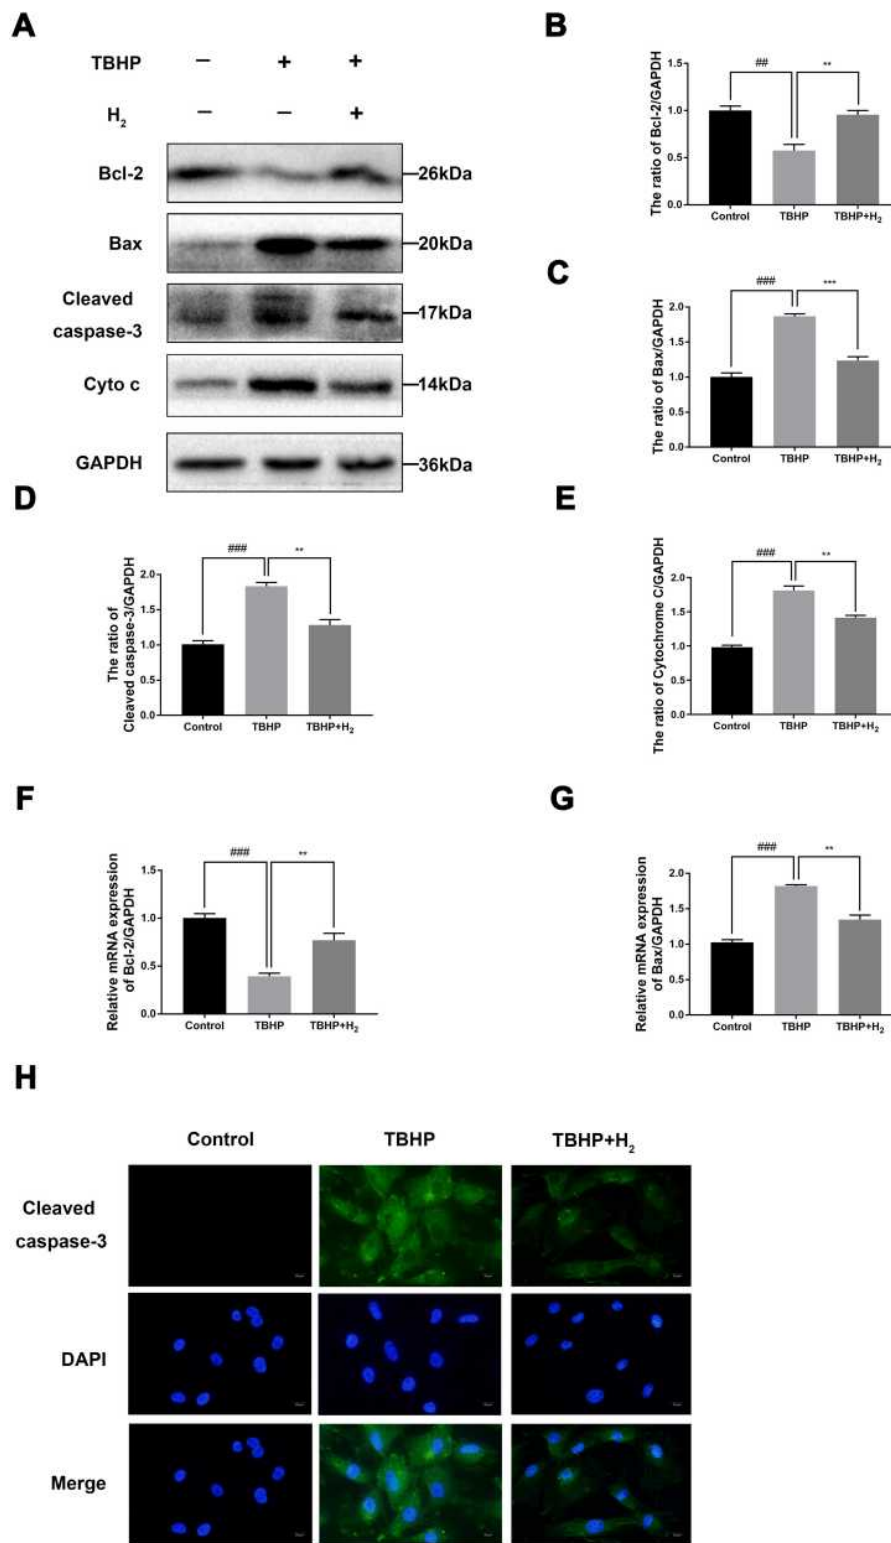 A
TBHP − + +
H₂ − − +
Bcl-2 26kDa
Bax 20kDa
Cleaved
caspase-3
17kDa
Cyto c 14kDa
GAPDH 36kDa
B
The ratio of Bcl-2/GAPDH
1.5
1.0
0.5
0.0
## **
Control TBHP TBHP+H₂
C
The ratio of Bax/GAPDH
2.0
1.5
1.0
0.5
0.0
### ***
Control TBHP TBHP+H₂
D
The ratio of
Cleaved caspase-3/GAPDH
2.0
1.5
1.0
0.5
0.0
### **
Control TBHP TBHP+H₂
E
The ratio of Cytochrome C/GAPDH
2.0
1.5
1.0
0.5
0.0
### **
Control TBHP TBHP+H₂
F
Relative mRNA expression
of Bcl-2/GAPDH
1.5
1.0
0.5
0.0
### **
Control TBHP TBHP+H₂
G
Relative mRNA expression
of Bax/GAPDH
2.0
1.5
1.0
0.5
0.0
### **
Control TBHP TBHP+H₂
H
Control TBHP TBHP+H₂
Cleaved
caspase-3
DAPI
Merge